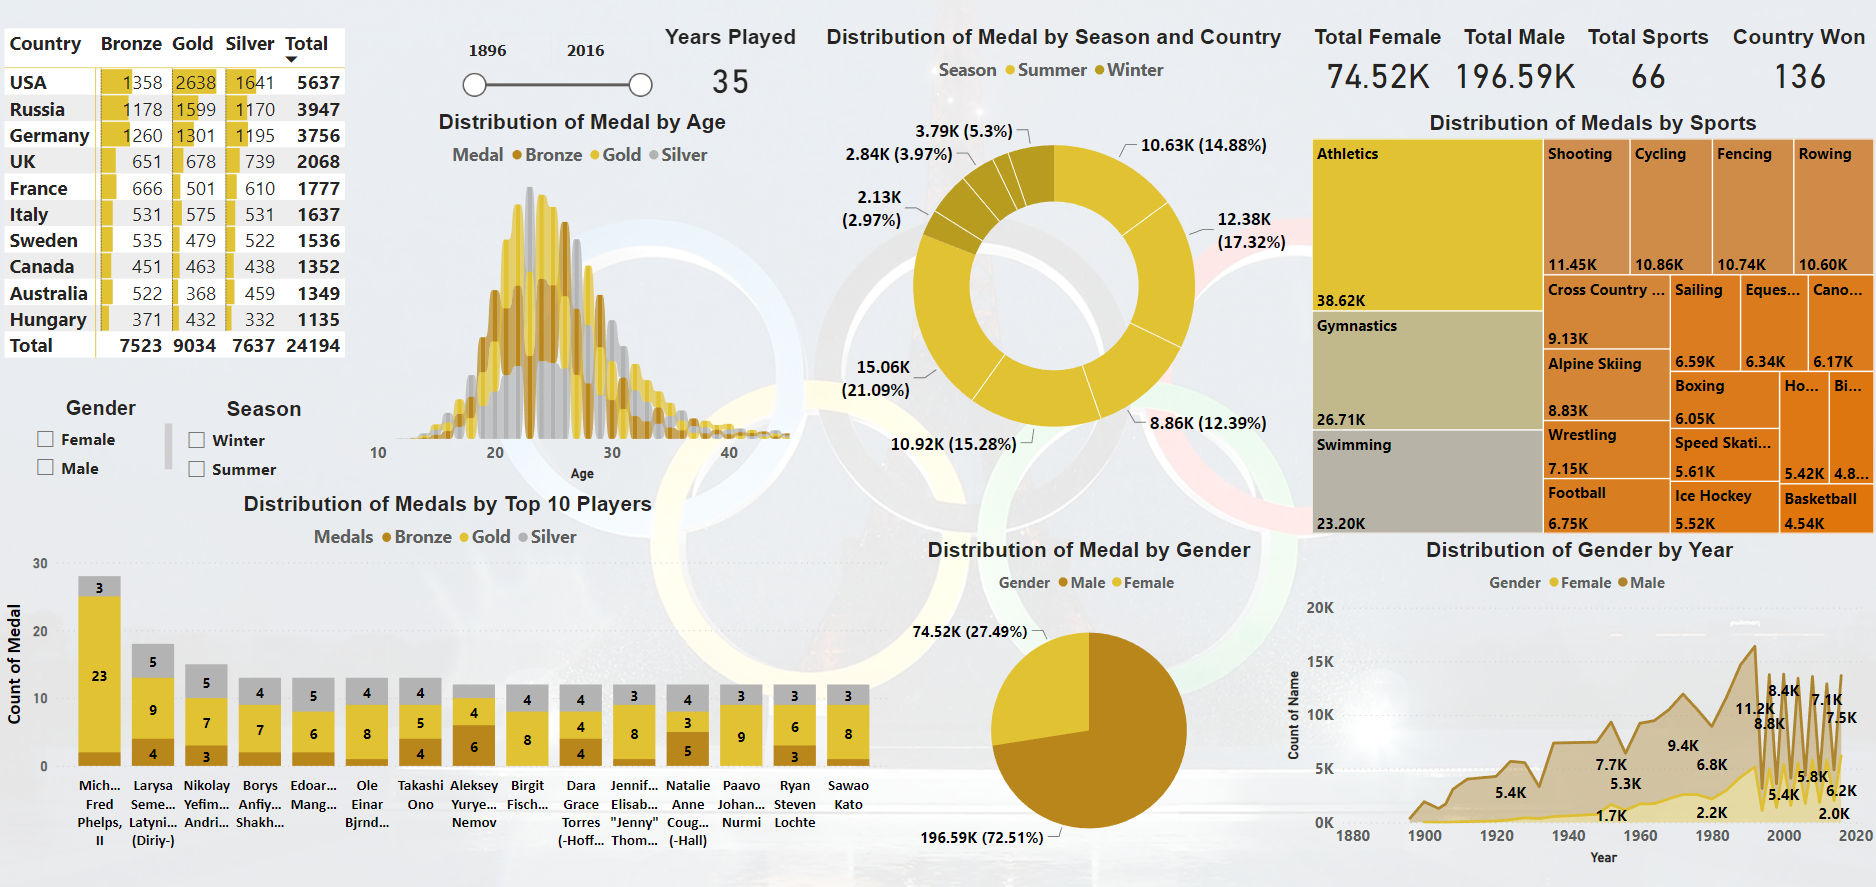 Country Bronze Gold Silver Total
USA 1358 2638 1641 5637
Russia 1178 1599 1170 3947
Germany 1260 1301 1195 3756
UK 651 678 739 2068
France 666 501 610 1777
Italy 531 575 531 1637
Sweden 535 479 522 1536
Canada 451 463 438 1352
Australia 522 368 459 1349
Hungary 371 432 332 1135
Total 7523 9034 7637 24194
Gender
Female
Male
Season
Winter
Summer
1896 2016
Years Played
35
Distribution of Medal by Age
Medal Bronze Gold Silver
10 20 30 40
Age
Distribution of Medal by Season and Country
Season Summer Winter
3.79K (5.3%)
2.84K (3.97%)
2.13K
(2.97%)
10.63K (14.88%)
12.38K
(17.32%)
15.06K
(21.09%)
8.86K (12.39%)
10.92K (15.28%)
Total Female Total Male Total Sports Country Won
74.52K 196.59K 66 136
Distribution of Medals by Sports
Athletics
38.62K
Gymnastics
26.71K
Swimming
23.20K
Shooting
11.45K
Cycling
10.86K
Fencing
10.74K
Rowing
10.60K
Cross Country ...
9.13K
Alpine Skiing
8.83K
Wrestling
7.15K
Football
6.75K
Sailing
6.59K
Eques...
6.34K
Cano...
6.17K
Boxing
6.05K
Speed Skati...
5.61K
Ice Hockey
5.52K
Ho...
5.42K
Bi...
4.8...
Basketball
4.54K
Distribution of Medals by Top 10 Players
Medals Bronze Gold Silver
Count of Medal
30
20
10
0
3
23
5
9
4
5
7
3
4
7
5
6
4
8
4
5
4
4
6
4
8
4
4
4
3
8
4
3
5
3
9
3
6
3
3
8
Mich...
Fred
Phelps,
II
Larysa
Seme...
Latyni...
(Diriy-)
Nikolay
Yefim...
Andri...
Borys
Anfiy...
Shakh...
Edoar...
Mang...
Ole
Einar
Bjrnd...
Takashi
Ono
Aleksey
Yurye...
Nemov
Birgit
Fisch...
Dara
Grace
Torres
(-Hoff...
Jennif...
Elisab...
"Jenny"
Thom...
Natalie
Anne
Coug...
(-Hall)
Paavo
Johan...
Nurmi
Ryan
Steven
Lochte
Sawao
Kato
Distribution of Medal by Gender
Gender Male Female
74.52K (27.49%)
196.59K (72.51%)
Distribution of Gender by Year
Gender Female Male
Count of Name
20K
15K
10K
5K
0K
5.4K
7.7K
5.3K
1.7K
9.4K
6.8K
2.2K
11.2K
8.4K
8.8K
7.1K
7.5K
5.8K
5.4K
6.2K
2.0K
1880 1900 1920 1940 1960 1980 2000 2020
Year